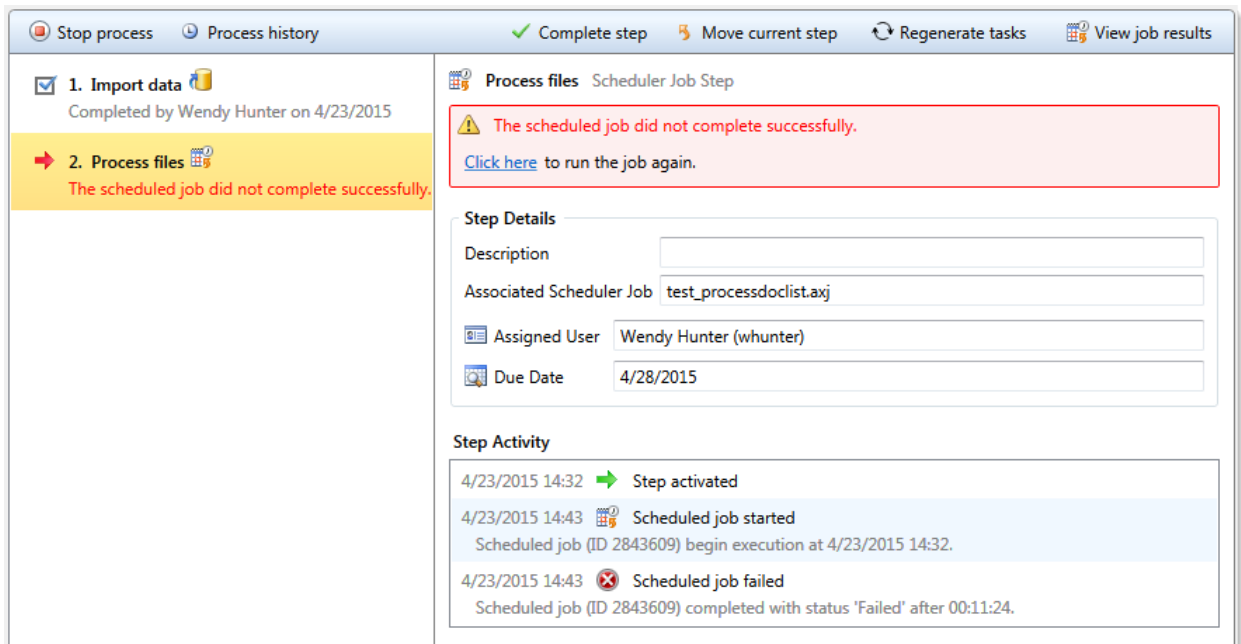 Stop process Process history Complete step Move current step Regenerate tasks View job results
1. Import data
Completed by Wendy Hunter on 4/23/2015
2. Process files
The scheduled job did not complete successfully.
Process files Scheduler Job Step
The scheduled job did not complete successfully.
Click here to run the job again.
Step Details
Description
Associated Scheduler Job test_processdoclist.axj
Assigned User Wendy Hunter (whunter)
Due Date 4/28/2015
Step Activity
4/23/2015 14:32 Step activated
4/23/2015 14:43 Scheduled job started
Scheduled job (ID 2843609) begin execution at 4/23/2015 14:32.
4/23/2015 14:43 Scheduled job failed
Scheduled job (ID 2843609) completed with status 'Failed' after 00:11:24.